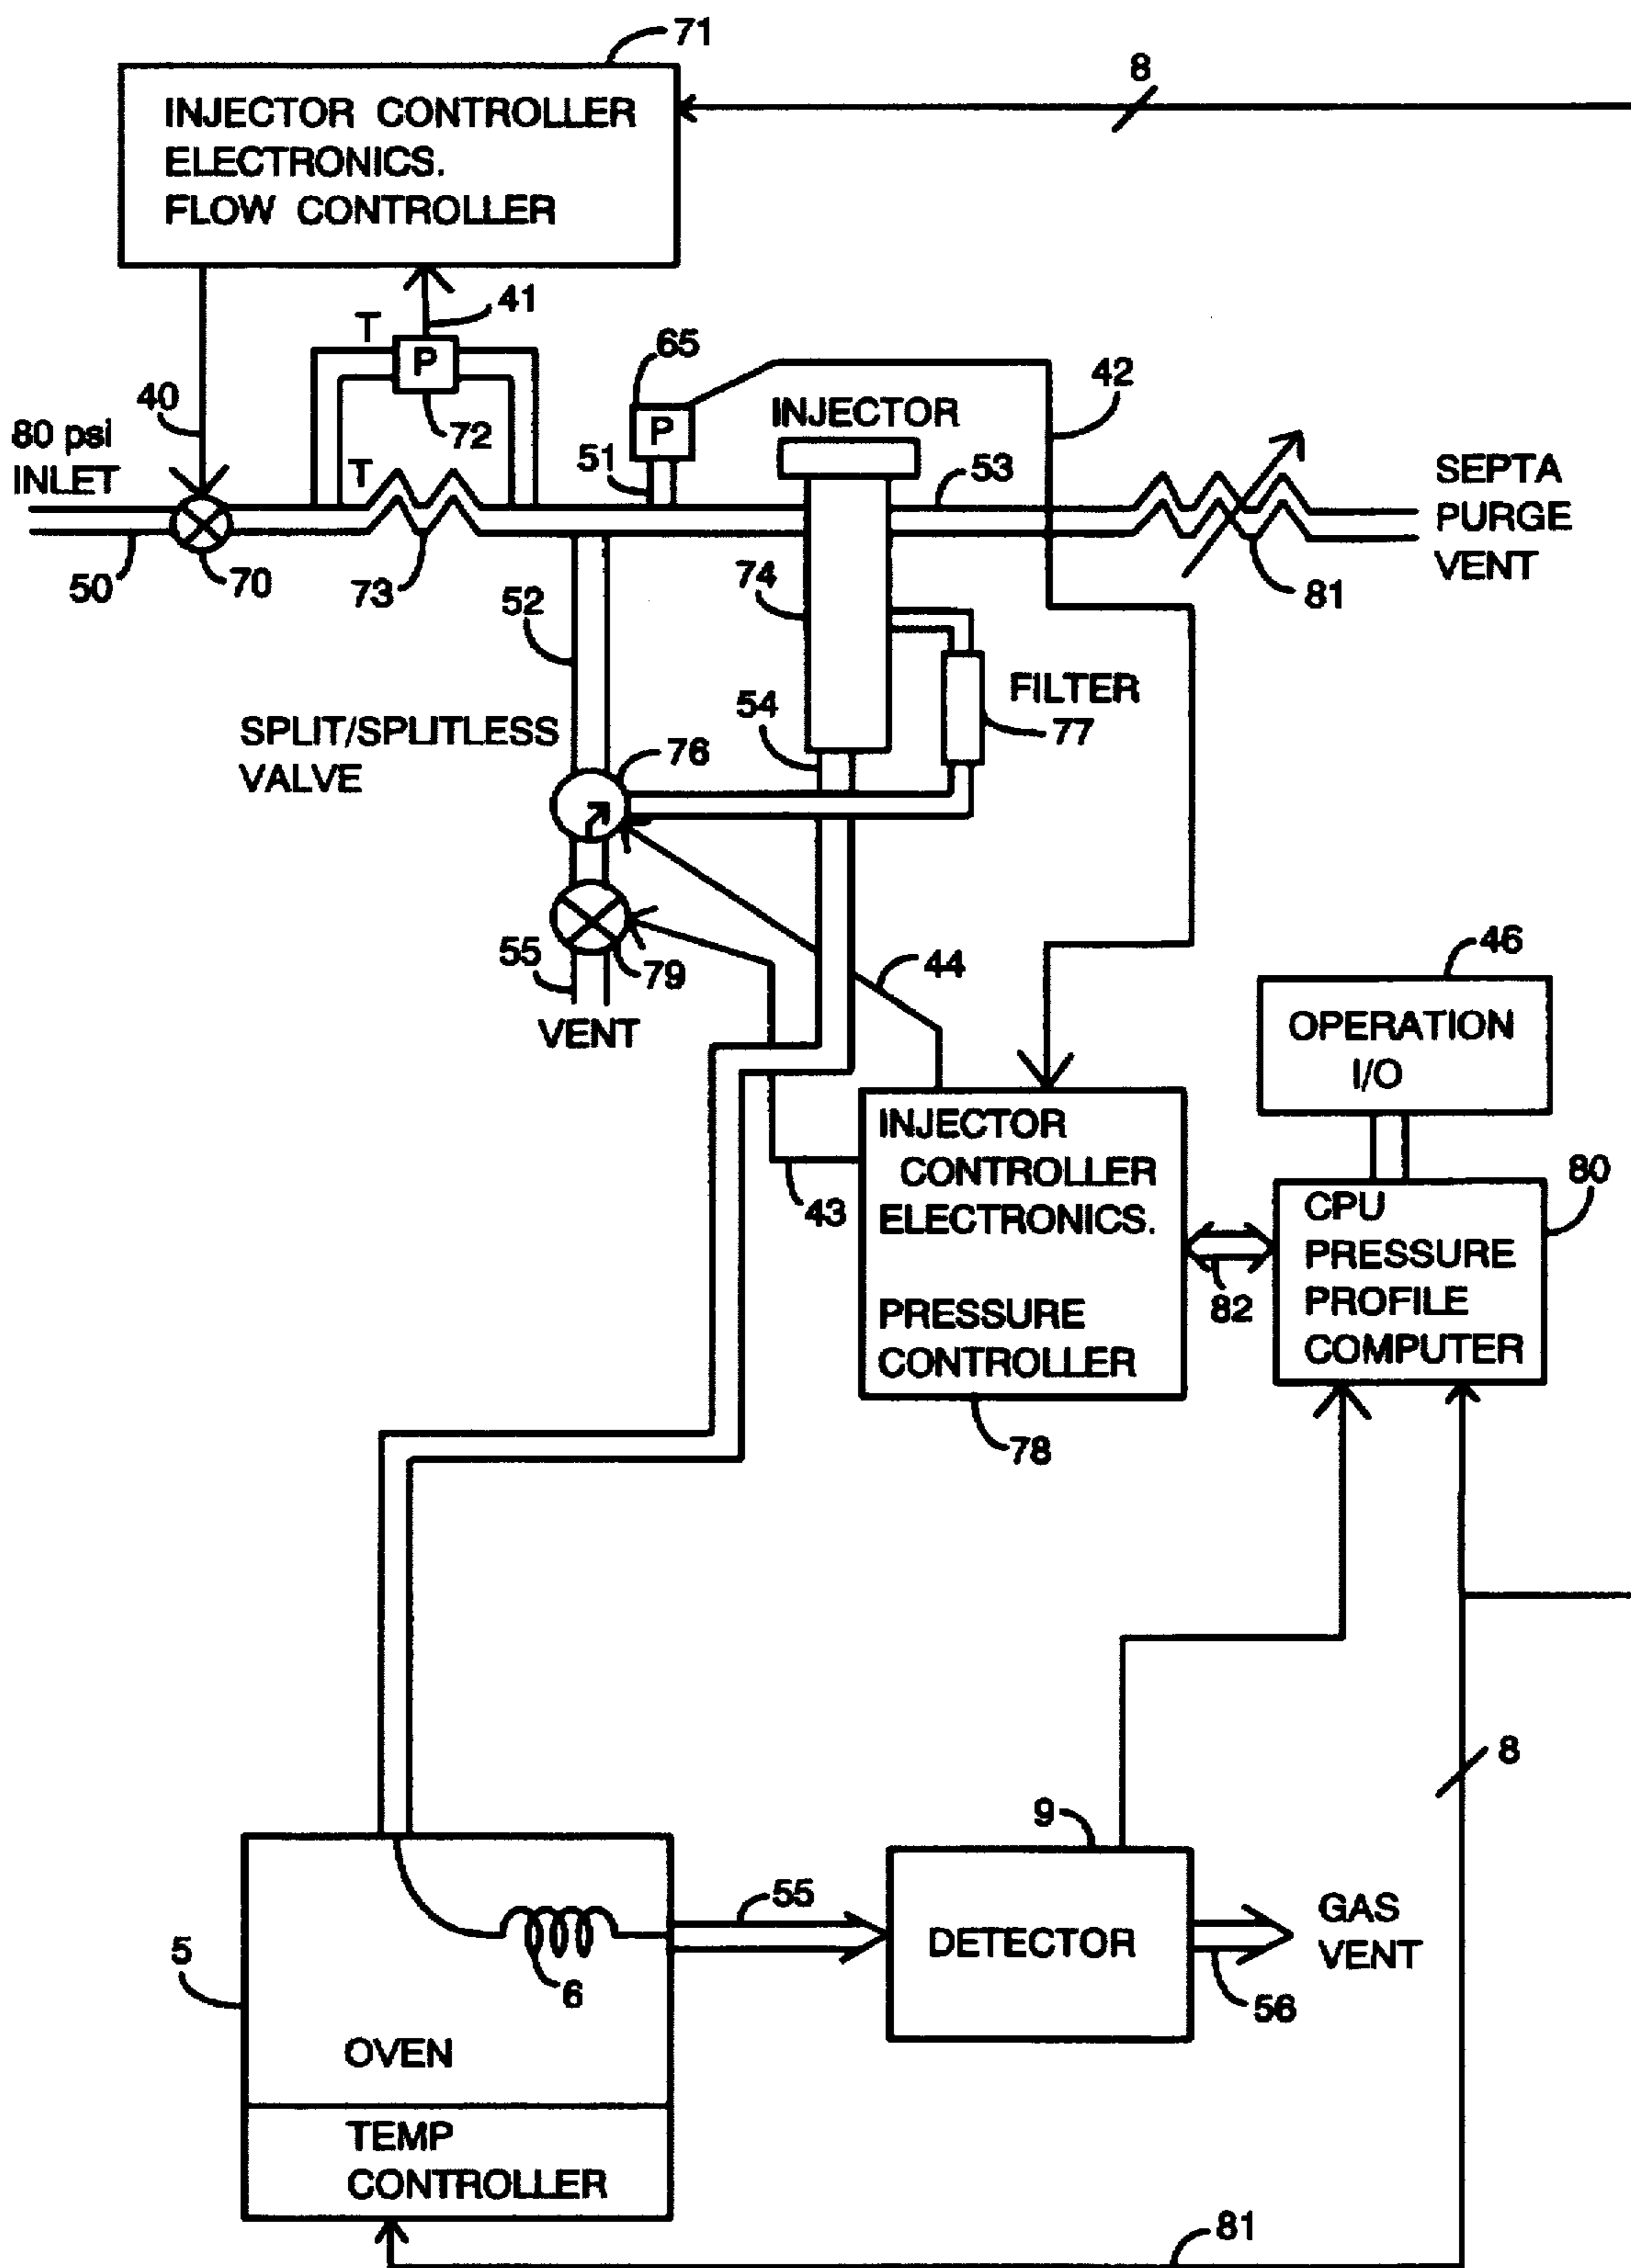 71
INJECTOR CONTROLLER
ELECTRONICS.
FLOW CONTROLLER
8
41
T
P
65
40
72
42
80 psi
INLET
INJECTOR
P
51
53
T
SEPTA
PURGE
VENT
50
70
73
74
81
52
FILTER
77
54
SPLIT/SPLITLESS
VALVE
76
55
79
VENT
44
46
OPERATION
I/O
INJECTOR
CONTROLLER
ELECTRONICS.
PRESSURE
CONTROLLER
43
82
80
CPU
PRESSURE
PROFILE
COMPUTER
78
8
9
55
DETECTOR
GAS
VENT
56
5
6
OVEN
TEMP
CONTROLLER
81